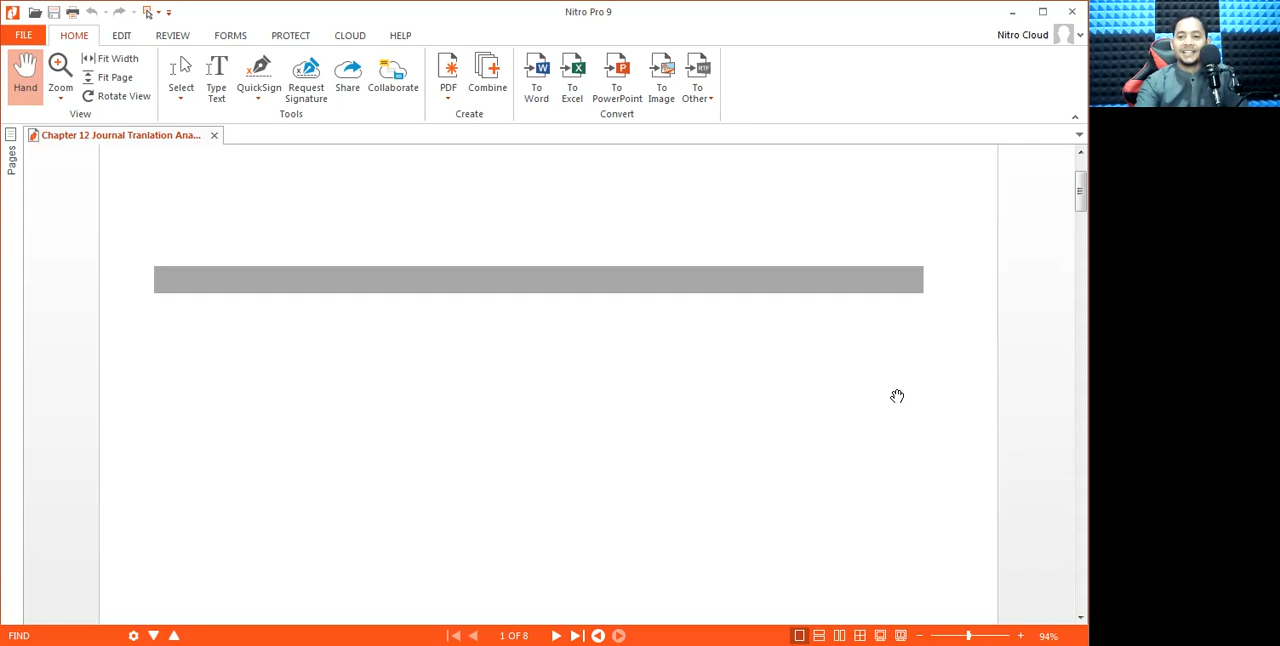 Nitro Pro 9
FILE HOME EDIT REVIEW FORMS PROTECT CLOUD HELP Nitro Cloud
Hand
Zoom
Fit Width
Fit Page
Rotate View
View
Select
Type Text
QuickSign
Request Signature
Share
Collaborate
Tools
PDF
Combine
Create
To Word
To Excel
To PowerPoint
To Image
To Other
Convert
Chapter 12 Journal Tranlation Ana...
Pages
FIND 1 OF 8 94%